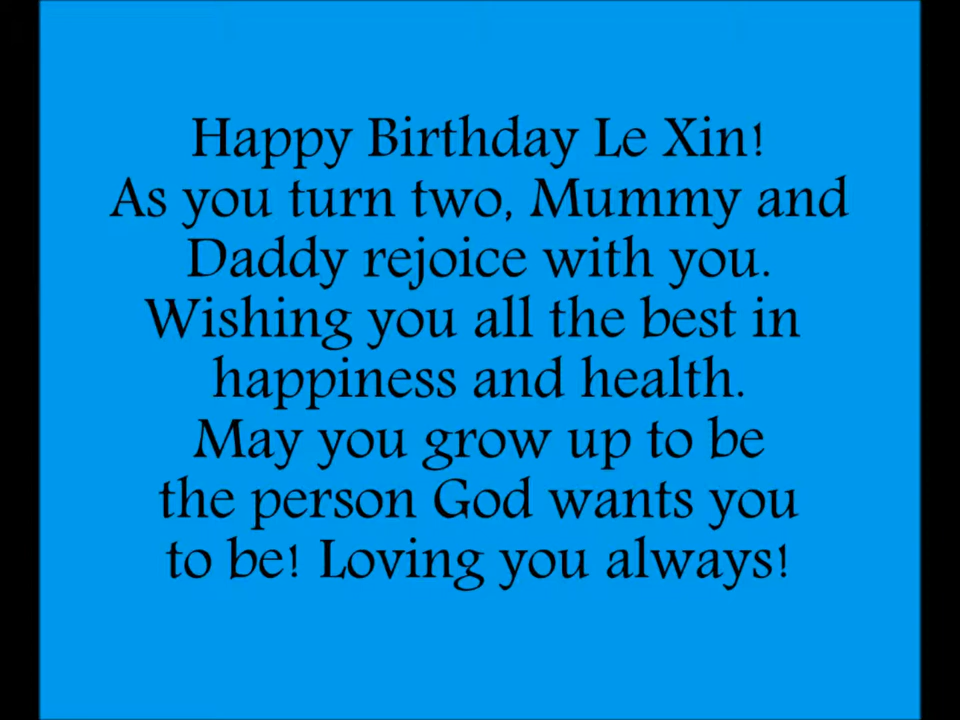 Happy Birthday Le Xin!
As you turn two, Mummy and
Daddy rejoice with you.
Wishing you all the best in
happiness and health.
May you grow up to be
the person God wants you
to be! Loving you always!